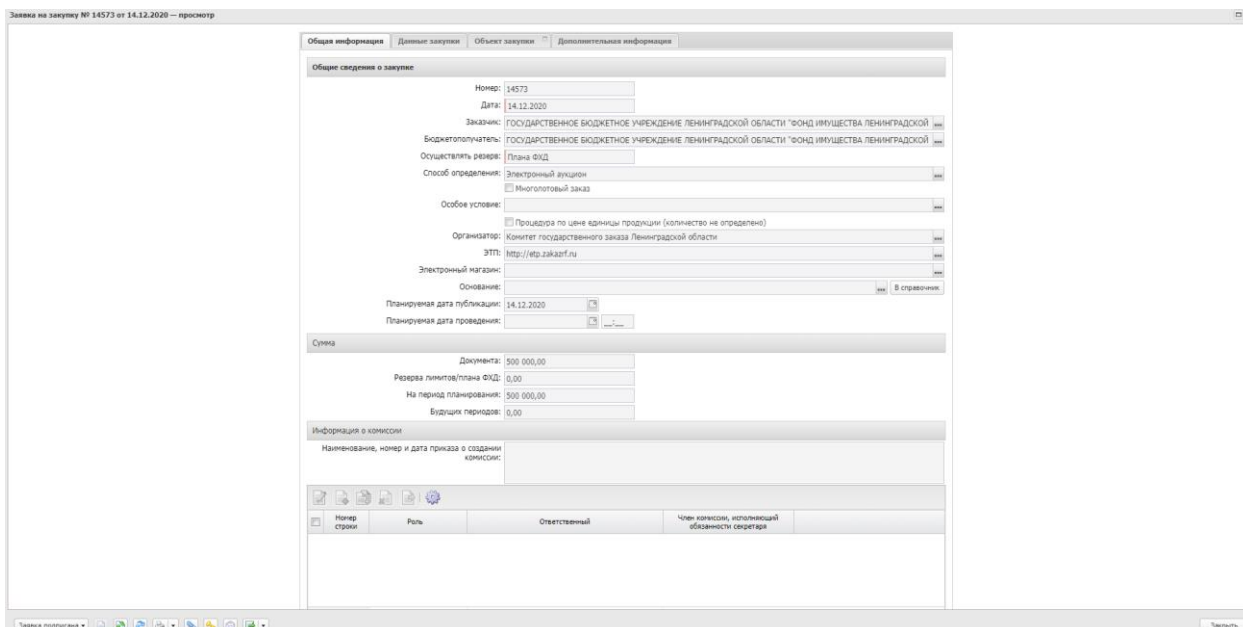 Заявка на закупку № 14573 от 14.12.2020 — просмотр
Общая информация Данные закупки Объект закупки Дополнительная информация
Общие сведения о закупке
Номер: 14573
Дата: 14.12.2020
Заказчик: ГОСУДАРСТВЕННОЕ БЮДЖЕТНОЕ УЧРЕЖДЕНИЕ ЛЕНИНГРАДСКОЙ ОБЛАСТИ "ФОНД ИМУЩЕСТВА ЛЕНИНГРАДСКОЙ ...
Бюджетополучатель: ГОСУДАРСТВЕННОЕ БЮДЖЕТНОЕ УЧРЕЖДЕНИЕ ЛЕНИНГРАДСКОЙ ОБЛАСТИ "ФОНД ИМУЩЕСТВА ЛЕНИНГРАДСКОЙ ...
Осуществлять резерв: Плана ФХД
Способ определения: Электронный аукцион ...
Многолотовый заказ
Особое условие: ...
Процедура по цене единицы продукции (количество не определено)
Организатор: Комитет государственного заказа Ленинградской области ...
ЭТП: http://etp.zakazrf.ru ...
Электронный магазин: ...
Основание: ... В справочник
Планируемая дата публикации: 14.12.2020
Планируемая дата проведения: __:__
Сумма
Документа: 500 000,00
Резерва лимитов/плана ФХД: 0,00
На период планирования: 500 000,00
Будущих периодов: 0,00
Информация о комиссии
Наименование, номер и дата приказа о создании
комиссии:
Номер строки Роль Ответственный Член комиссии, исполняющий обязанности секретаря
Заявка подписана Закрыть